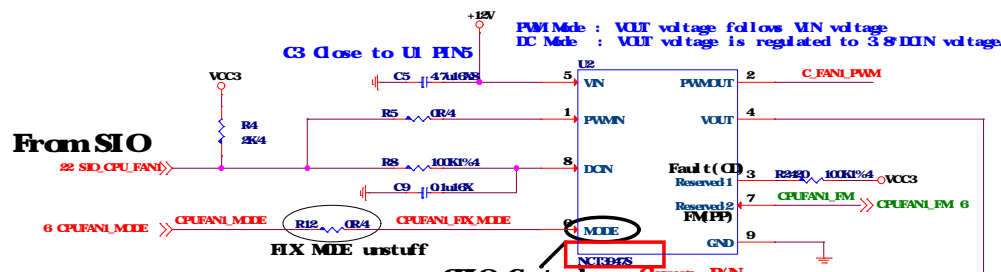 +12V
PWM Mode : VOUT voltage follows VIN voltage
DC Mode : VOUT voltage is regulated to 3.8*DCIN voltage.
C3 Close to U1 PIN5
U2
VCC3
C5 4.7u16X8
5 VIN
PWMOUT 2
C_FAN1_PWM
R4
2K/4
R5 0R/4
1 PWMIN
VOUT 4
From SIO
22 SIO_CPU_FAN1
R8 100K1%4
8 DCIN
Fault(OD)
Reserved-1 3
R2420 100K1%4
VCC3
C9 0.1u16X
Reserved-2 7
CPUFAN1_FM
CPUFAN1_FM 6
FM(PP)
6 CPUFAN1_MODE
CPUFAN1_MODE
R12 0R/4
CPUFAN1_FIX_MODE
MODE
GND 9
FIX MODE unstuff
NCT3947S